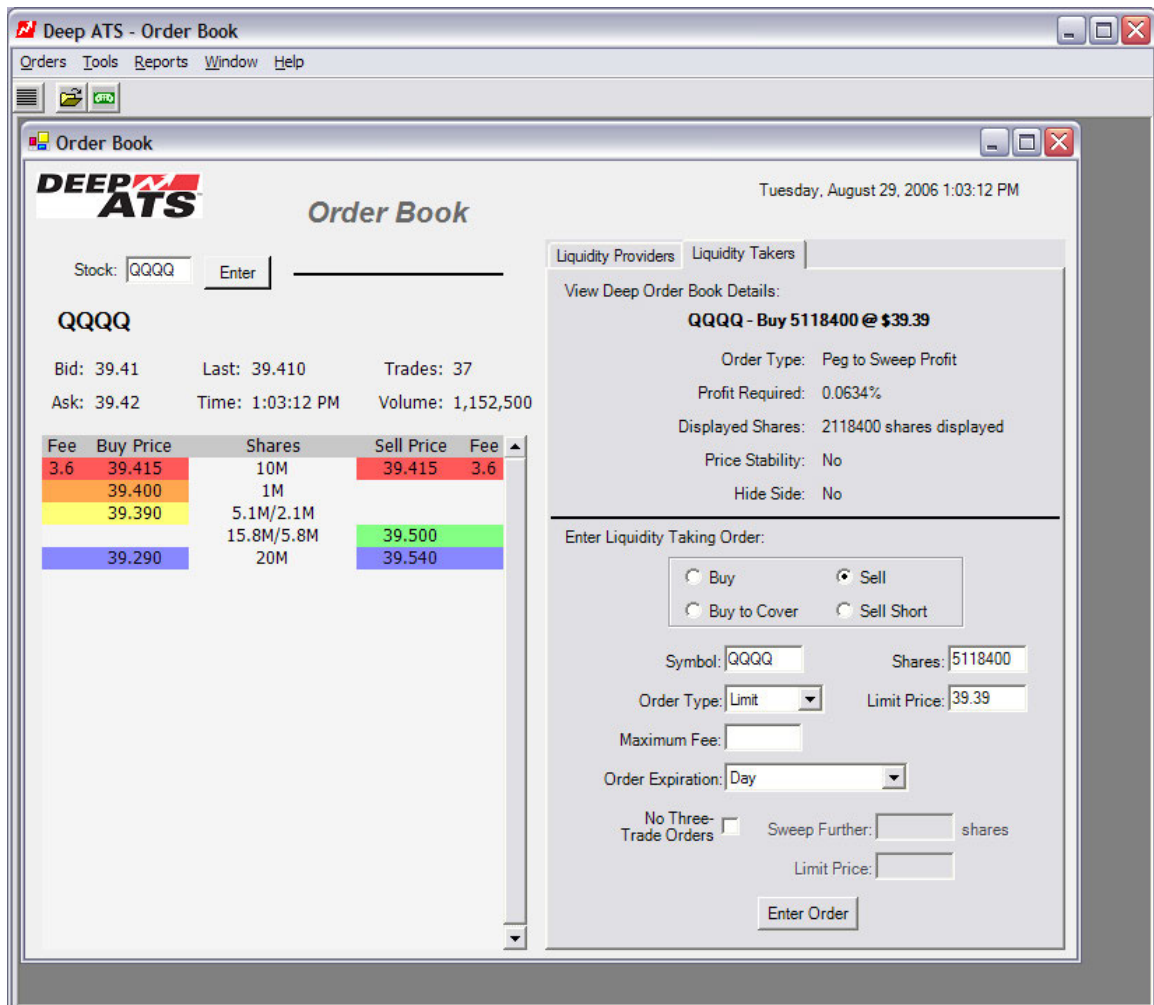 Deep ATS - Order Book
Orders Tools Reports Window Help
Order Book
DEEP
ATS
Order Book
Tuesday, August 29, 2006 1:03:12 PM
Stock: QQQQ Enter
QQQQ
Bid: 39.41 Last: 39.410 Trades: 37
Ask: 39.42 Time: 1:03:12 PM Volume: 1,152,500
Fee Buy Price Shares Sell Price Fee
3.6 39.415 10M 39.415 3.6
39.400 1M
39.390 5.1M/2.1M
15.8M/5.8M 39.500
39.290 20M 39.540
Liquidity Providers Liquidity Takers
View Deep Order Book Details:
QQQQ - Buy 5118400 @ $39.39
Order Type: Peg to Sweep Profit
Profit Required: 0.0634%
Displayed Shares: 2118400 shares displayed
Price Stability: No
Hide Side: No
Enter Liquidity Taking Order:
Buy Sell
Buy to Cover Sell Short
Symbol: QQQQ Shares: 5118400
Order Type: Limit Limit Price: 39.39
Maximum Fee:
Order Expiration: Day
No Three-
Trade Orders Sweep Further: shares
Limit Price:
Enter Order